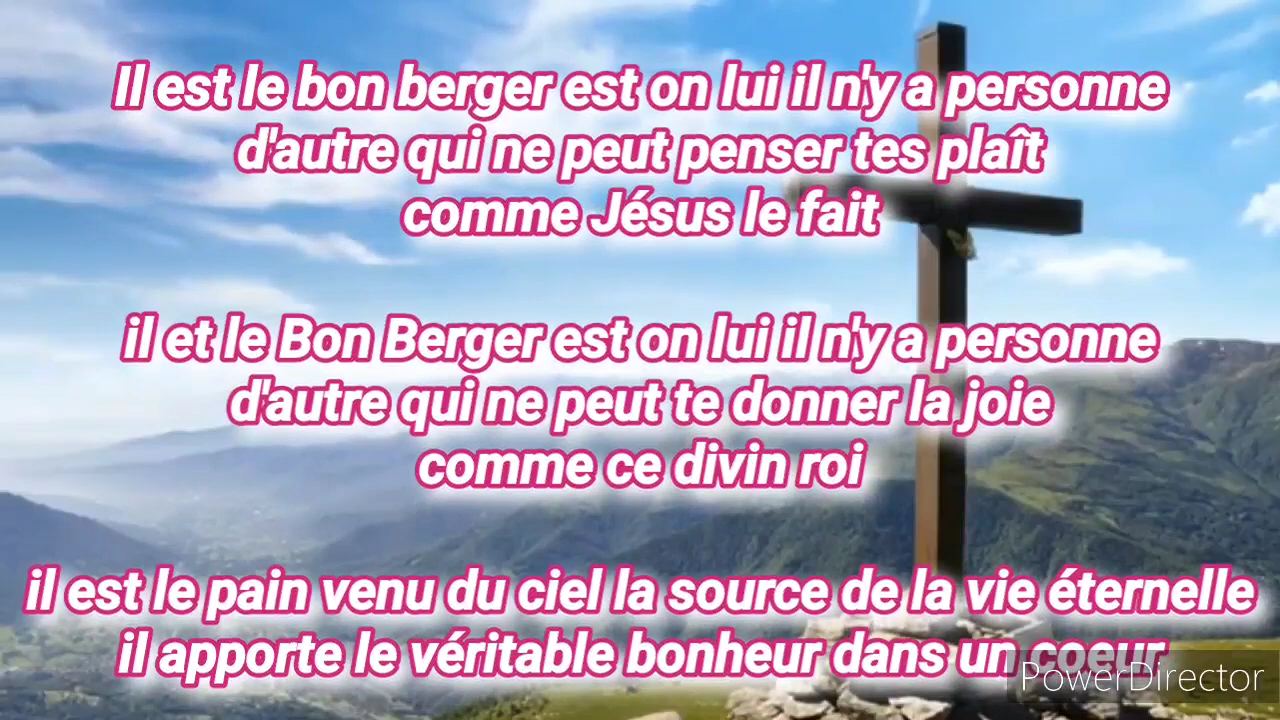 Il est le bon berger est on lui il n'y a personne
d'autre qui ne peut penser tes plaît
comme Jésus le fait
il et le Bon Berger est on lui il n'y a personne
d'autre qui ne peut te donner la joie
comme ce divin roi
il est le pain venu du ciel la source de la vie éternelle
il apporte le véritable bonheur dans un coeur
PowerDirector